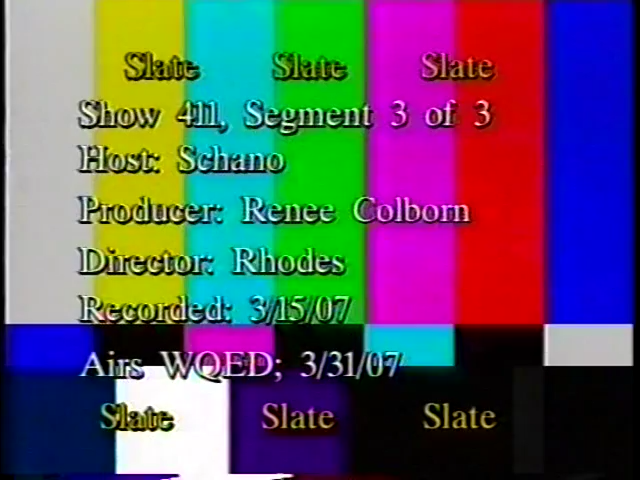 Slate Slate Slate
Show 411, Segment 3 of 3
Host: Schano
Producer: Renee Colborn
Director: Rhodes
Recorded: 3/15/07
Airs WQED; 3/31/07
Slate Slate Slate